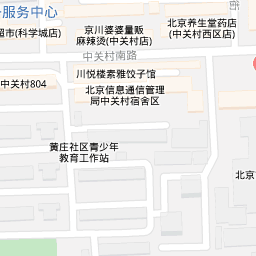 服务中心
超市(科学城店)
京川婆婆量贩
麻辣烫(中关村店)
北京养生堂药店
(中关村西区店)
中关村南路
川悦楼素雅饺子馆
中关村804
北京信息通信管理
局中关村宿舍区
黄庄社区青少年
教育工作站
北京